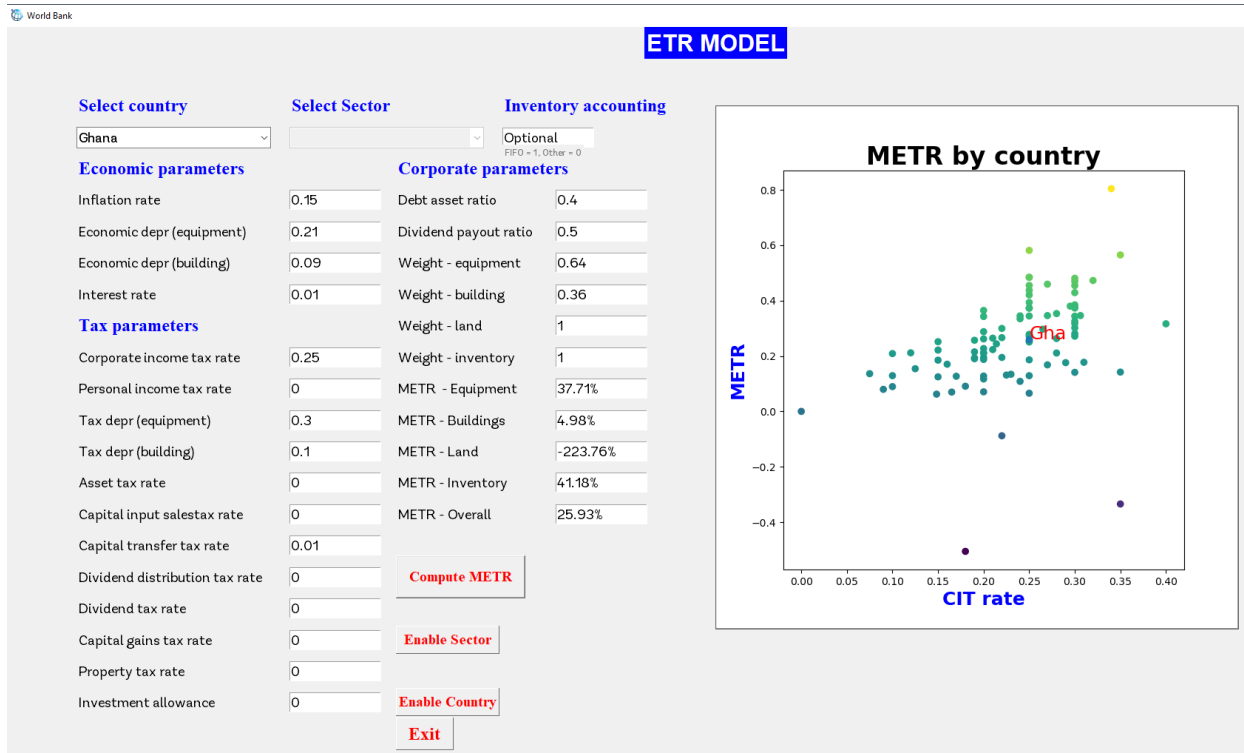 World Bank
ETR MODEL
Select country Select Sector Inventory accounting
Ghana Optional
FIFO = 1, Other = 0
Economic parameters Corporate parameters
Inflation rate 0.15 Debt asset ratio 0.4
Economic depr (equipment) 0.21 Dividend payout ratio 0.5
Economic depr (building) 0.09 Weight - equipment 0.64
Interest rate 0.01 Weight - building 0.36
Tax parameters Weight - land 1
Corporate income tax rate 0.25 Weight - inventory 1
Personal income tax rate 0 METR - Equipment 37.71%
Tax depr (equipment) 0.3 METR - Buildings 4.98%
Tax depr (building) 0.1 METR - Land -223.76%
Asset tax rate 0 METR - Inventory 41.18%
Capital input salestax rate 0 METR - Overall 25.93%
Capital transfer tax rate 0.01
Dividend distribution tax rate 0 Compute METR
Dividend tax rate 0
Capital gains tax rate 0 Enable Sector
Property tax rate 0
Investment allowance 0 Enable Country
Exit
METR by country
0.8
0.6
0.4
Gha
0.2
METR
0.0
−0.2
−0.4
0.00 0.05 0.10 0.15 0.20 0.25 0.30 0.35 0.40
CIT rate